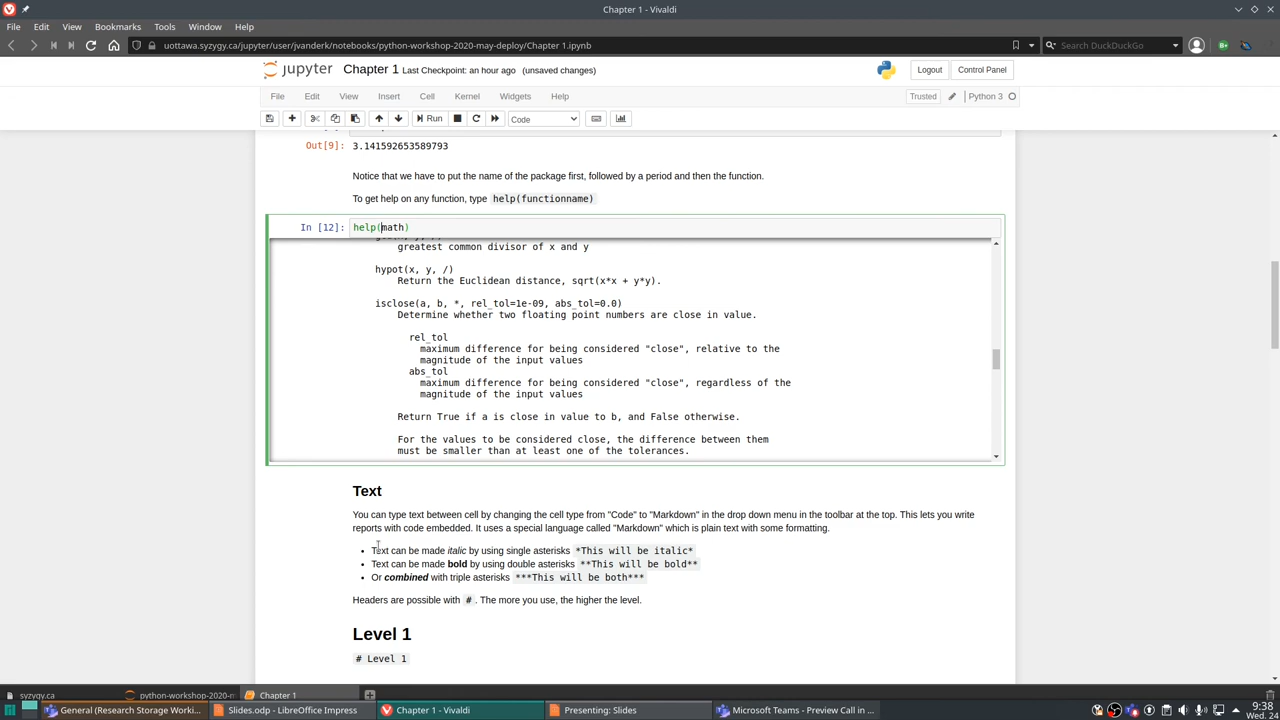 Chapter 1 - Vivaldi
File Edit View Bookmarks Tools Window Help
uottawa.syzygy.ca/jupyter/user/jvanderk/notebooks/python-workshop-2020-may-deploy/Chapter 1.ipynb
Search DuckDuckGo
jupyter Chapter 1 Last Checkpoint: an hour ago (unsaved changes)
Logout Control Panel
File Edit View Insert Cell Kernel Widgets Help
Trusted Python 3
Run Code
Out[9]: 3.141592653589793
Notice that we have to put the name of the package first, followed by a period and then the function.
To get help on any function, type help(functionname)
In [12]: help(math)
greatest common divisor of x and y
hypot(x, y, /)
Return the Euclidean distance, sqrt(x*x + y*y).
isclose(a, b, *, rel_tol=1e-09, abs_tol=0.0)
Determine whether two floating point numbers are close in value.
rel_tol
maximum difference for being considered "close", relative to the
magnitude of the input values
abs_tol
maximum difference for being considered "close", regardless of the
magnitude of the input values
Return True if a is close in value to b, and False otherwise.
For the values to be considered close, the difference between them
must be smaller than at least one of the tolerances.
Text
You can type text between cell by changing the cell type from "Code" to "Markdown" in the drop down menu in the toolbar at the top. This lets you write
reports with code embedded. It uses a special language called "Markdown" which is plain text with some formatting.
• Text can be made italic by using single asterisks *This will be italic*
• Text can be made bold by using double asterisks **This will be bold**
• Or combined with triple asterisks ***This will be both***
Headers are possible with #. The more you use, the higher the level.
Level 1
# Level 1
syzygy.ca python-workshop-2020-m Chapter 1
General (Research Storage Worki... Slides.odp - LibreOffice Impress Chapter 1 - Vivaldi Presenting: Slides Microsoft Teams - Preview Call in ...
9:38
Wed, 24